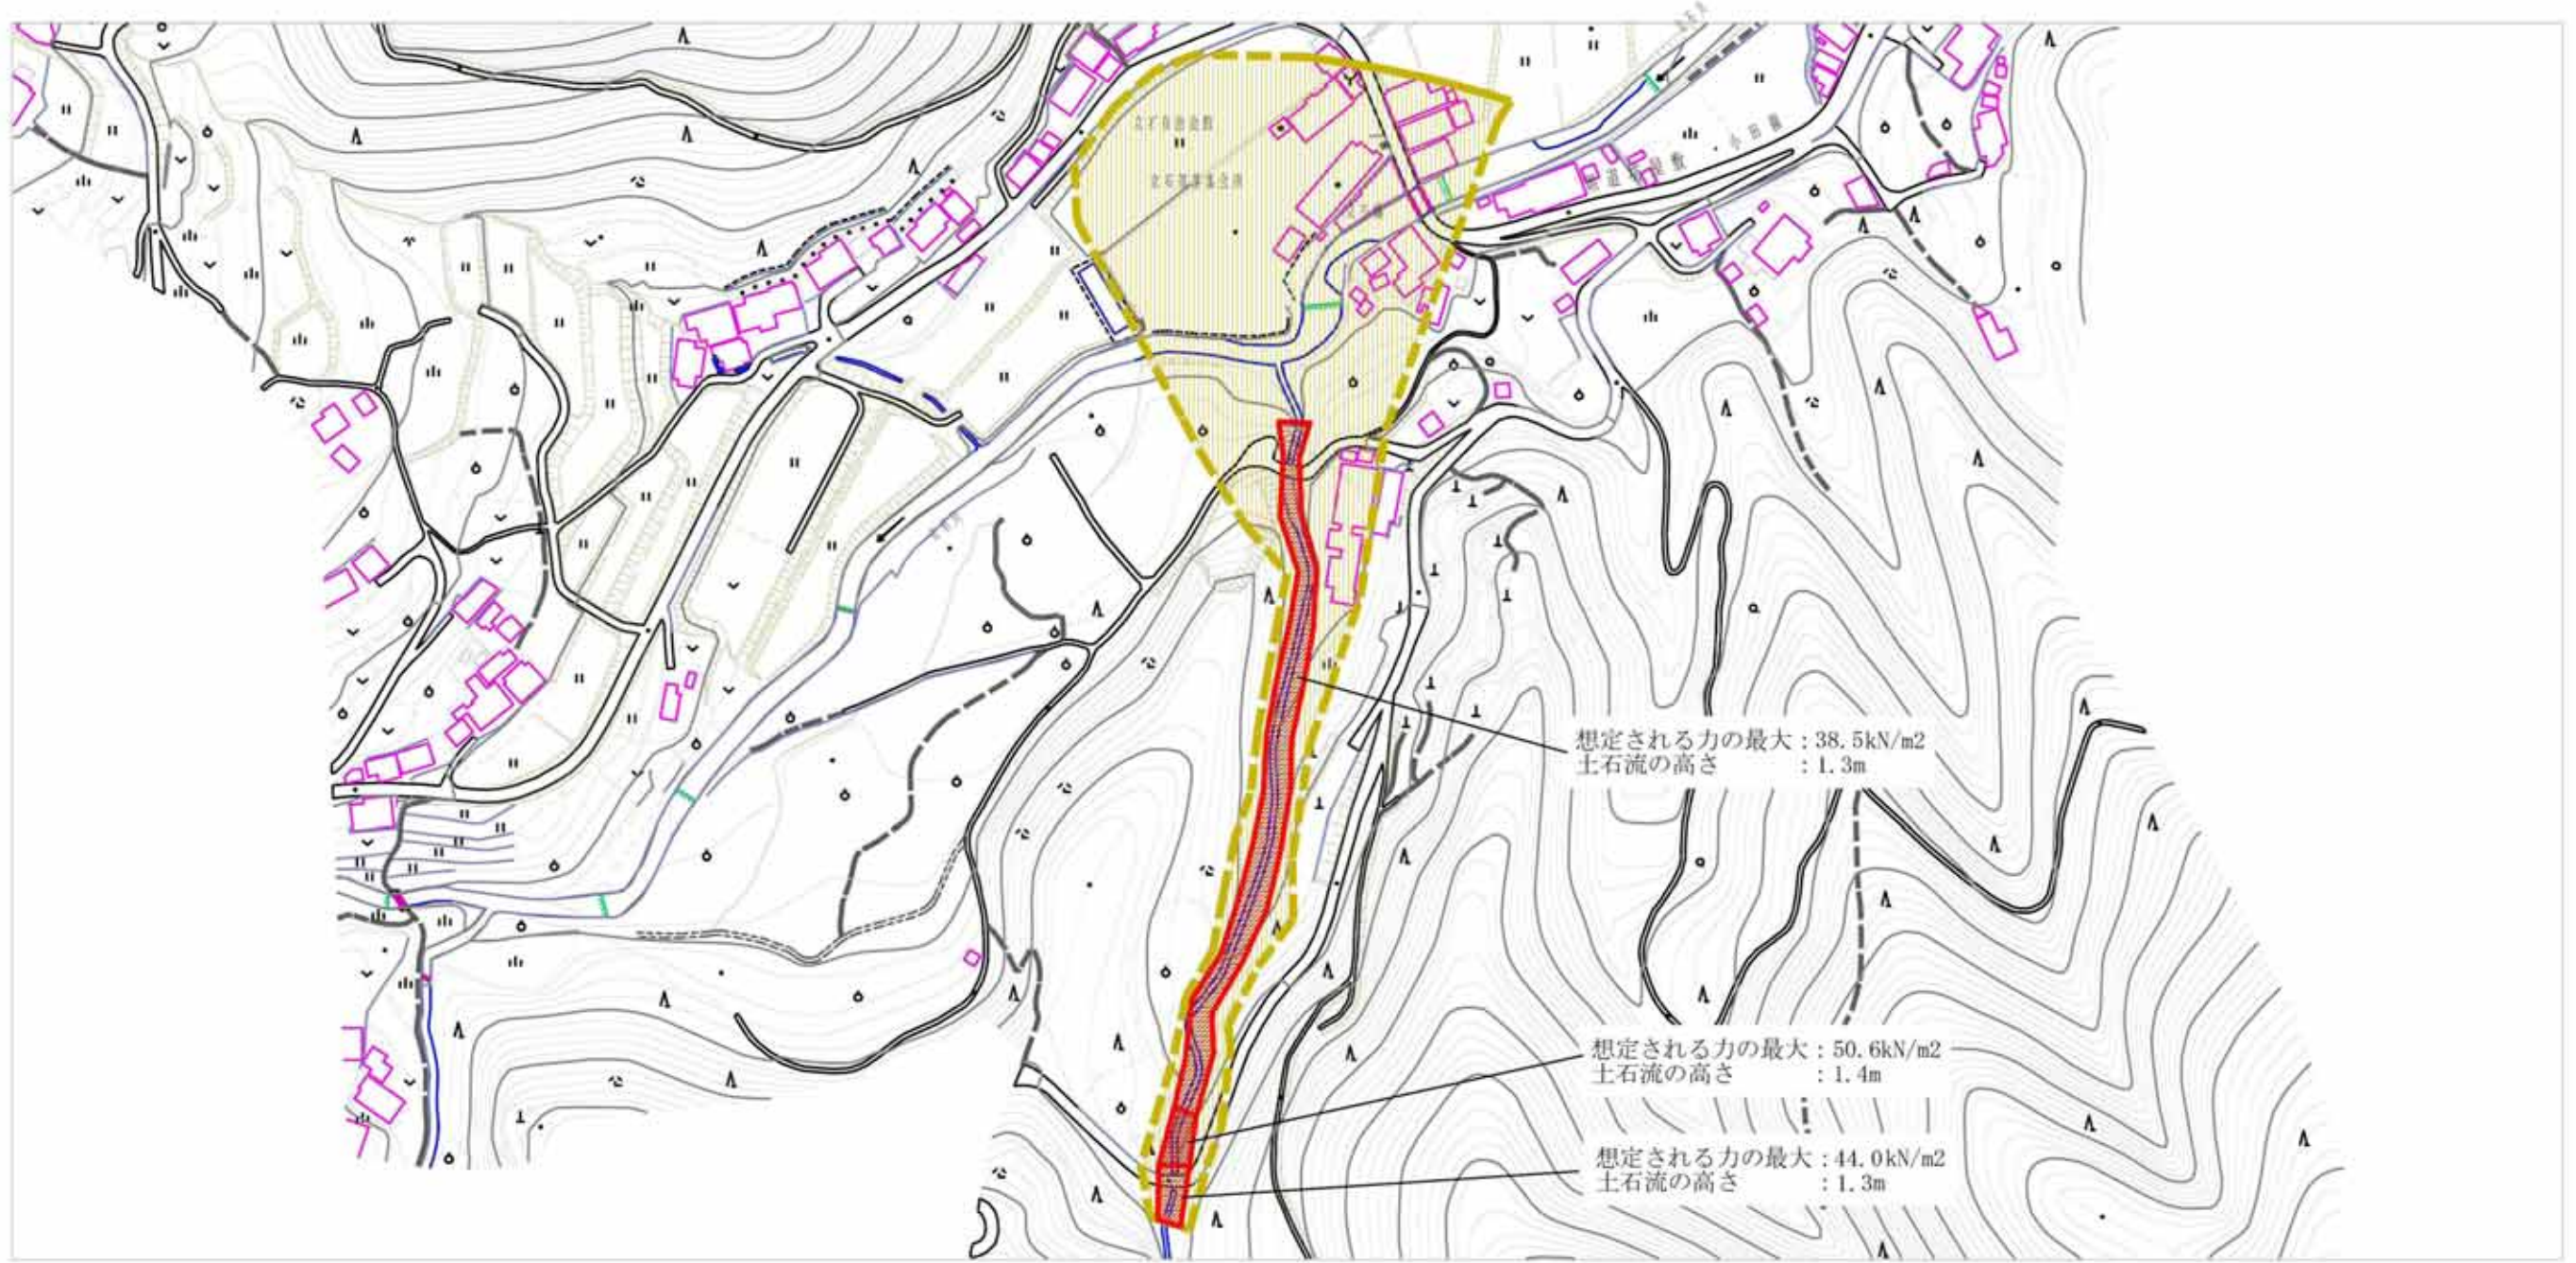 想定される力の最大：38.5kN/m2
土石流の高さ　　　：1.3m
想定される力の最大：50.6kN/m2
土石流の高さ　　　：1.4m
想定される力の最大：44.0kN/m2
土石流の高さ　　　：1.3m